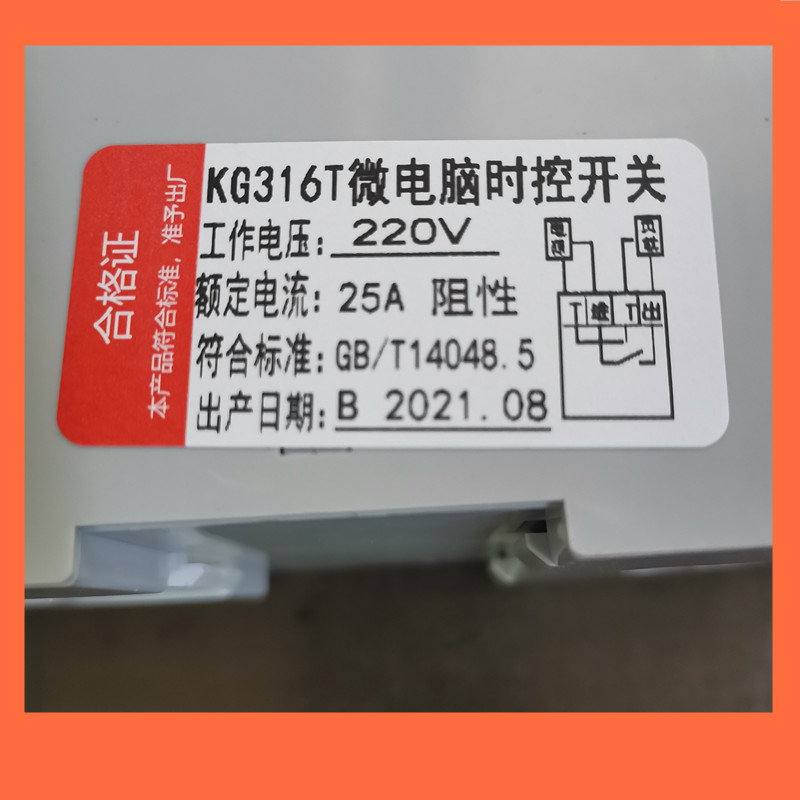 KG316T微电脑时控开关
工作电压: 220V
额定电流: 25A 阻性
符合标准: GB/T14048.5
出产日期: B 2021.08
合格证
本产品符合标准，准予出厂
电源
负载
T 进 T 出